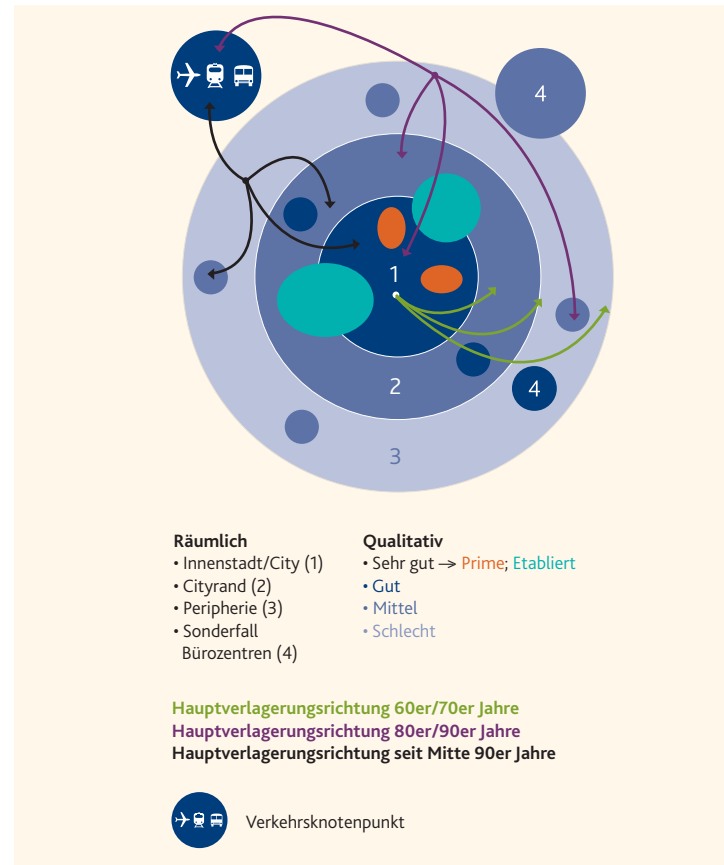 4
1
4
2
3
Räumlich
• Innenstadt/City (1)
• Cityrand (2)
• Peripherie (3)
• Sonderfall
Bürozentren (4)
Qualitativ
• Sehr gut → Prime; Etabliert
• Gut
• Mittel
• Schlecht
Hauptverlagerungsrichtung 60er/70er Jahre
Hauptverlagerungsrichtung 80er/90er Jahre
Hauptverlagerungsrichtung seit Mitte 90er Jahre
Verkehrsknotenpunkt